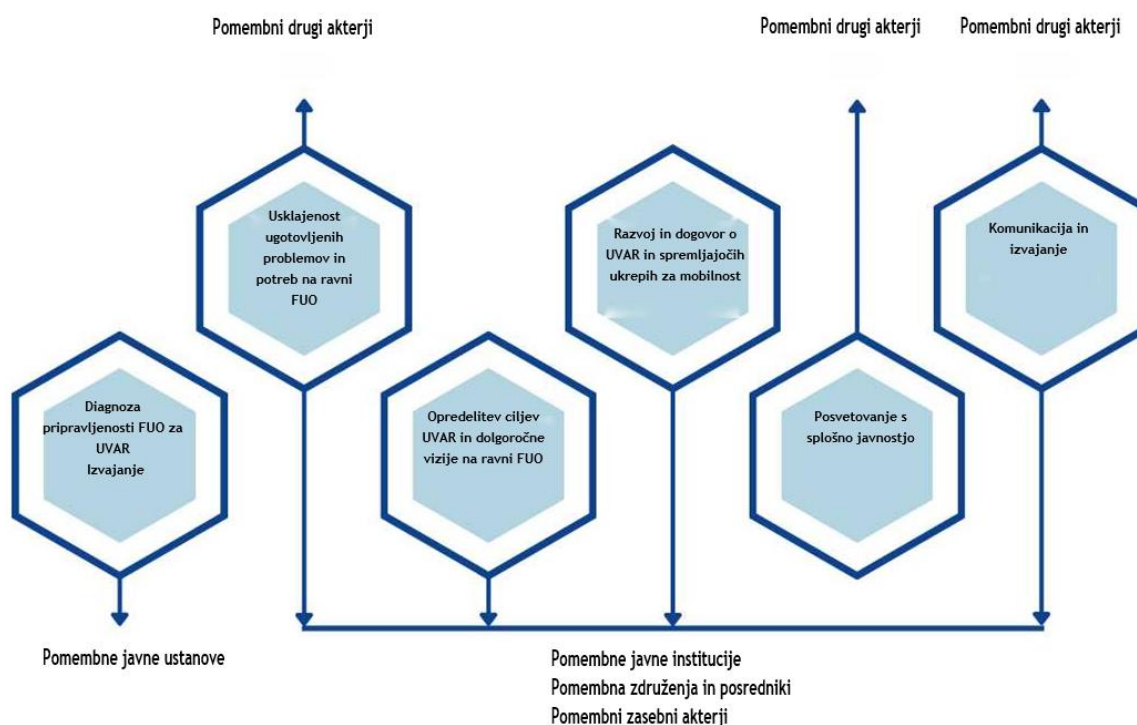 Pomembni drugi akterji
Pomembni drugi akterji
Pomembni drugi akterji
Usklajenost
ugotovljenih
problemov in
potreb na ravni
FUO
Razvoj in dogovor o
UVAR in spremljajočih
ukrepih za mobilnost
Komunikacija in
izvajanje
Diagnoza
pripravljenosti FUO za
UVAR
Izvajanje
Opredelitev ciljev
UVAR in dolgoročne
vizije na ravni FUO
Posvetovanje s
splošno javnostjo
Pomembne javne ustanove
Pomembne javne institucije
Pomembna združenja in posredniki
Pomembni zasebni akterji